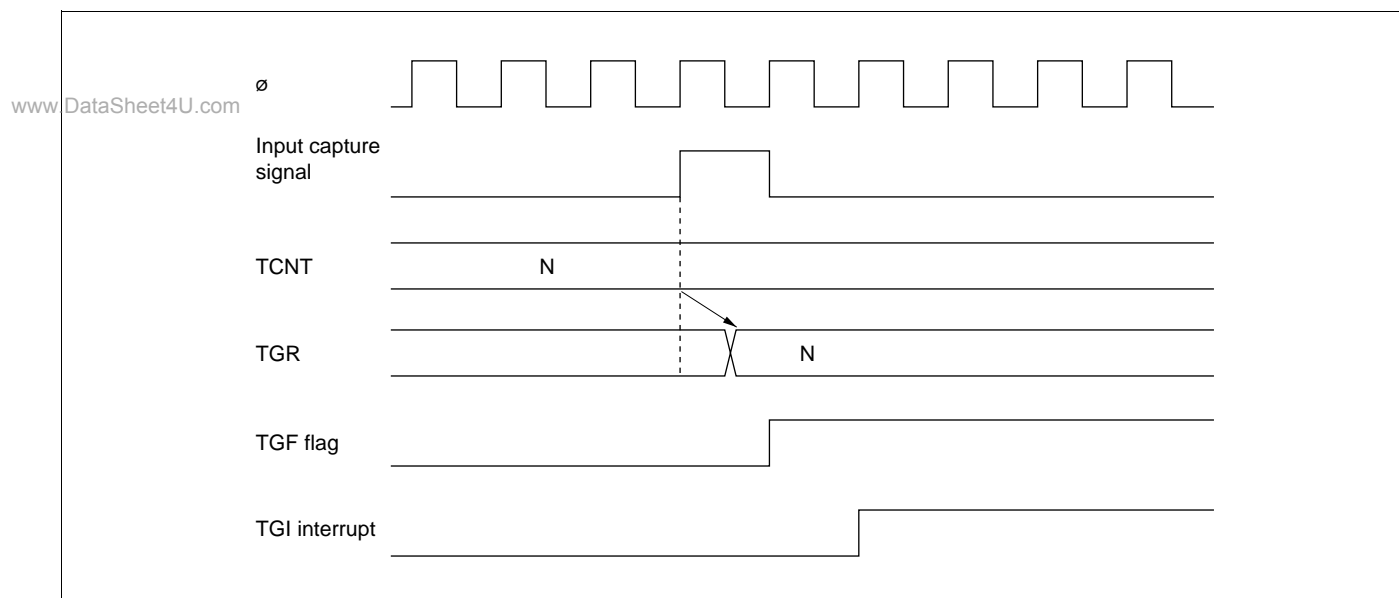 ø
www.DataSheet4U.com
Input capture
signal
TCNT
N
TGR
N
TGF flag
TGI interrupt